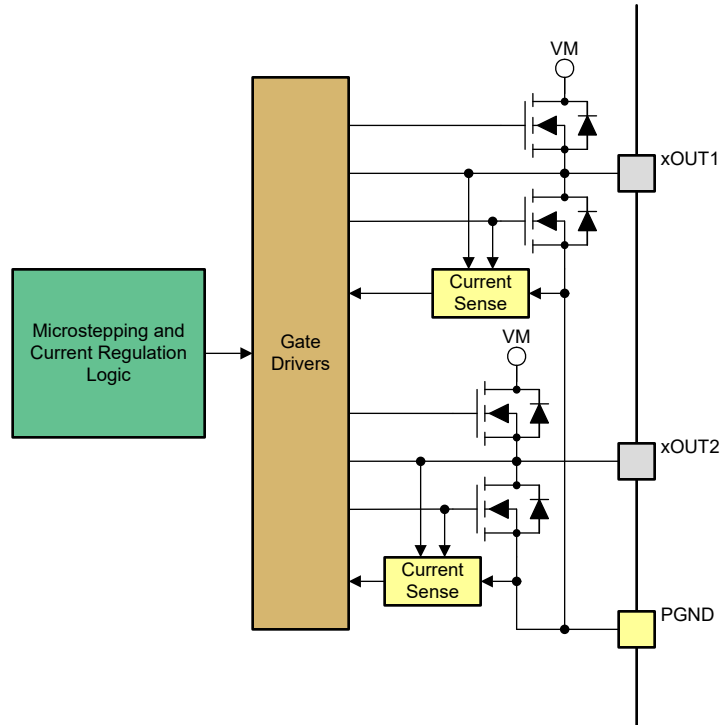 VM
xOUT1
Current
Sense
Microstepping and
Current Regulation
Logic
Gate
Drivers
VM
xOUT2
Current
Sense
PGND